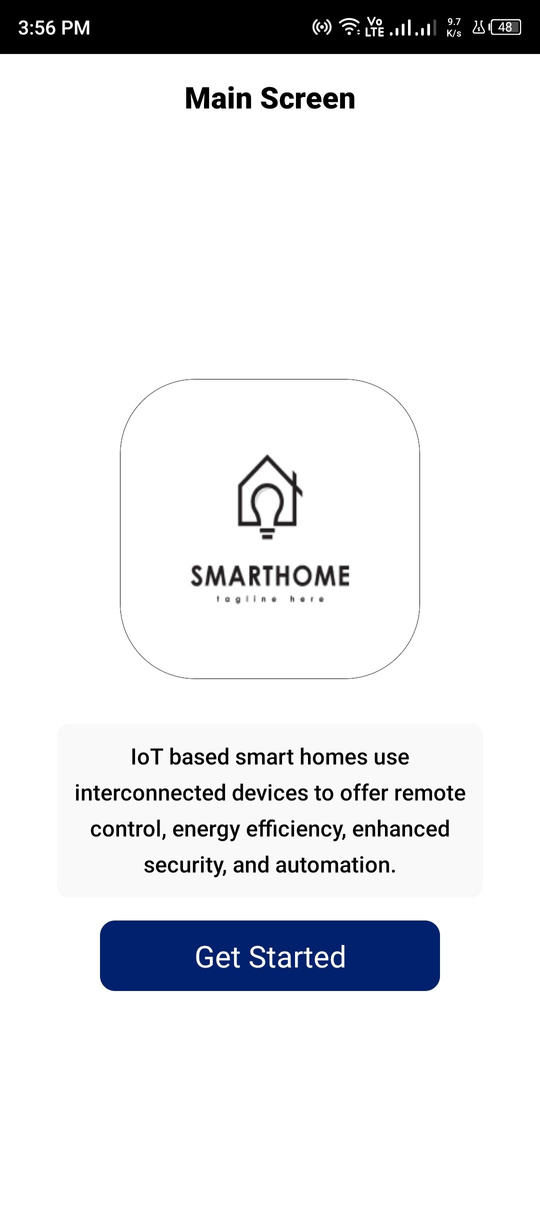 3:56 PM
Vo
LTE
9.7
K/s
48
Main Screen
SMARTHOME
tagline here
IoT based smart homes use
interconnected devices to offer remote
control, energy efficiency, enhanced
security, and automation.
Get Started